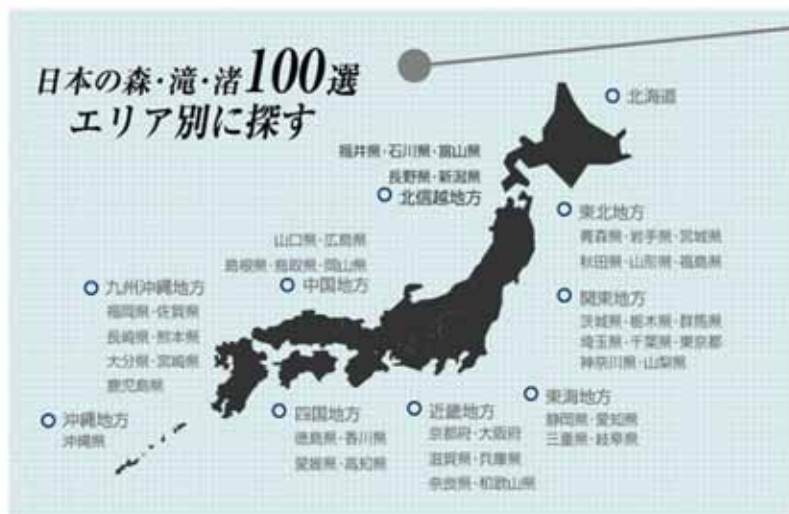 日本の森・滝・渚100選
エリア別に探す
北海道
福井県・石川県・富山県
長野県・新潟県
北信越地方
東北地方
青森県・岩手県・宮城県
秋田県・山形県・福島県
山口県・広島県
島根県・鳥取県・岡山県
中国地方
九州沖縄地方
福岡県・佐賀県
長崎県・熊本県
大分県・宮崎県
鹿児島県
関東地方
茨城県・栃木県・群馬県
埼玉県・千葉県・東京都
神奈川県・山梨県
東海地方
静岡県・愛知県
三重県・岐阜県
沖縄地方
沖縄県
四国地方
徳島県・香川県
愛媛県・高知県
近畿地方
京都府・大阪府
滋賀県・兵庫県
奈良県・和歌山県